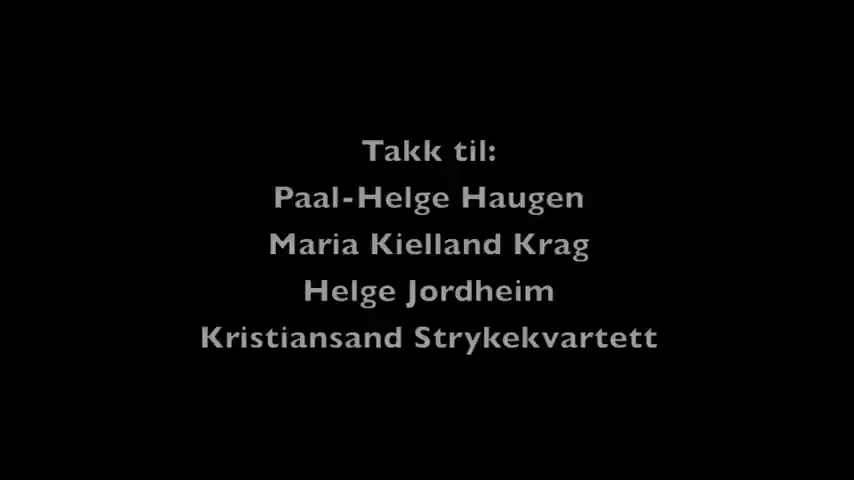 Takk til:
Paal-Helge Haugen
Maria Kielland Krag
Helge Jordheim
Kristiansand Strykekvartett